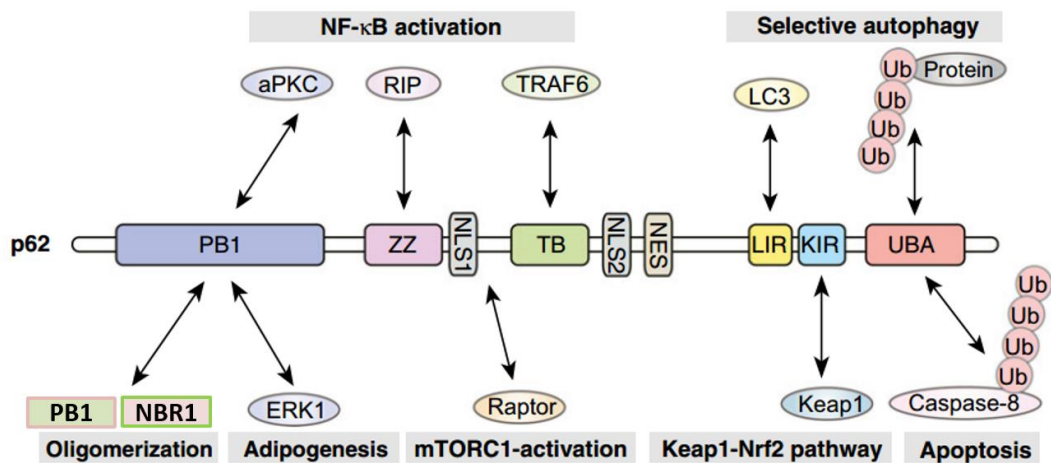 NF-κB activation
Selective autophagy
aPKC
RIP
TRAF6
LC3
Ub
Protein
Ub
Ub
Ub
p62
PB1
ZZ
NLS1
TB
NLS2
NES
LIR
KIR
UBA
Ub
Ub
Ub
Ub
PB1
NBR1
ERK1
Raptor
Keap1
Caspase-8
Oligomerization
Adipogenesis
mTORC1-activation
Keap1-Nrf2 pathway
Apoptosis